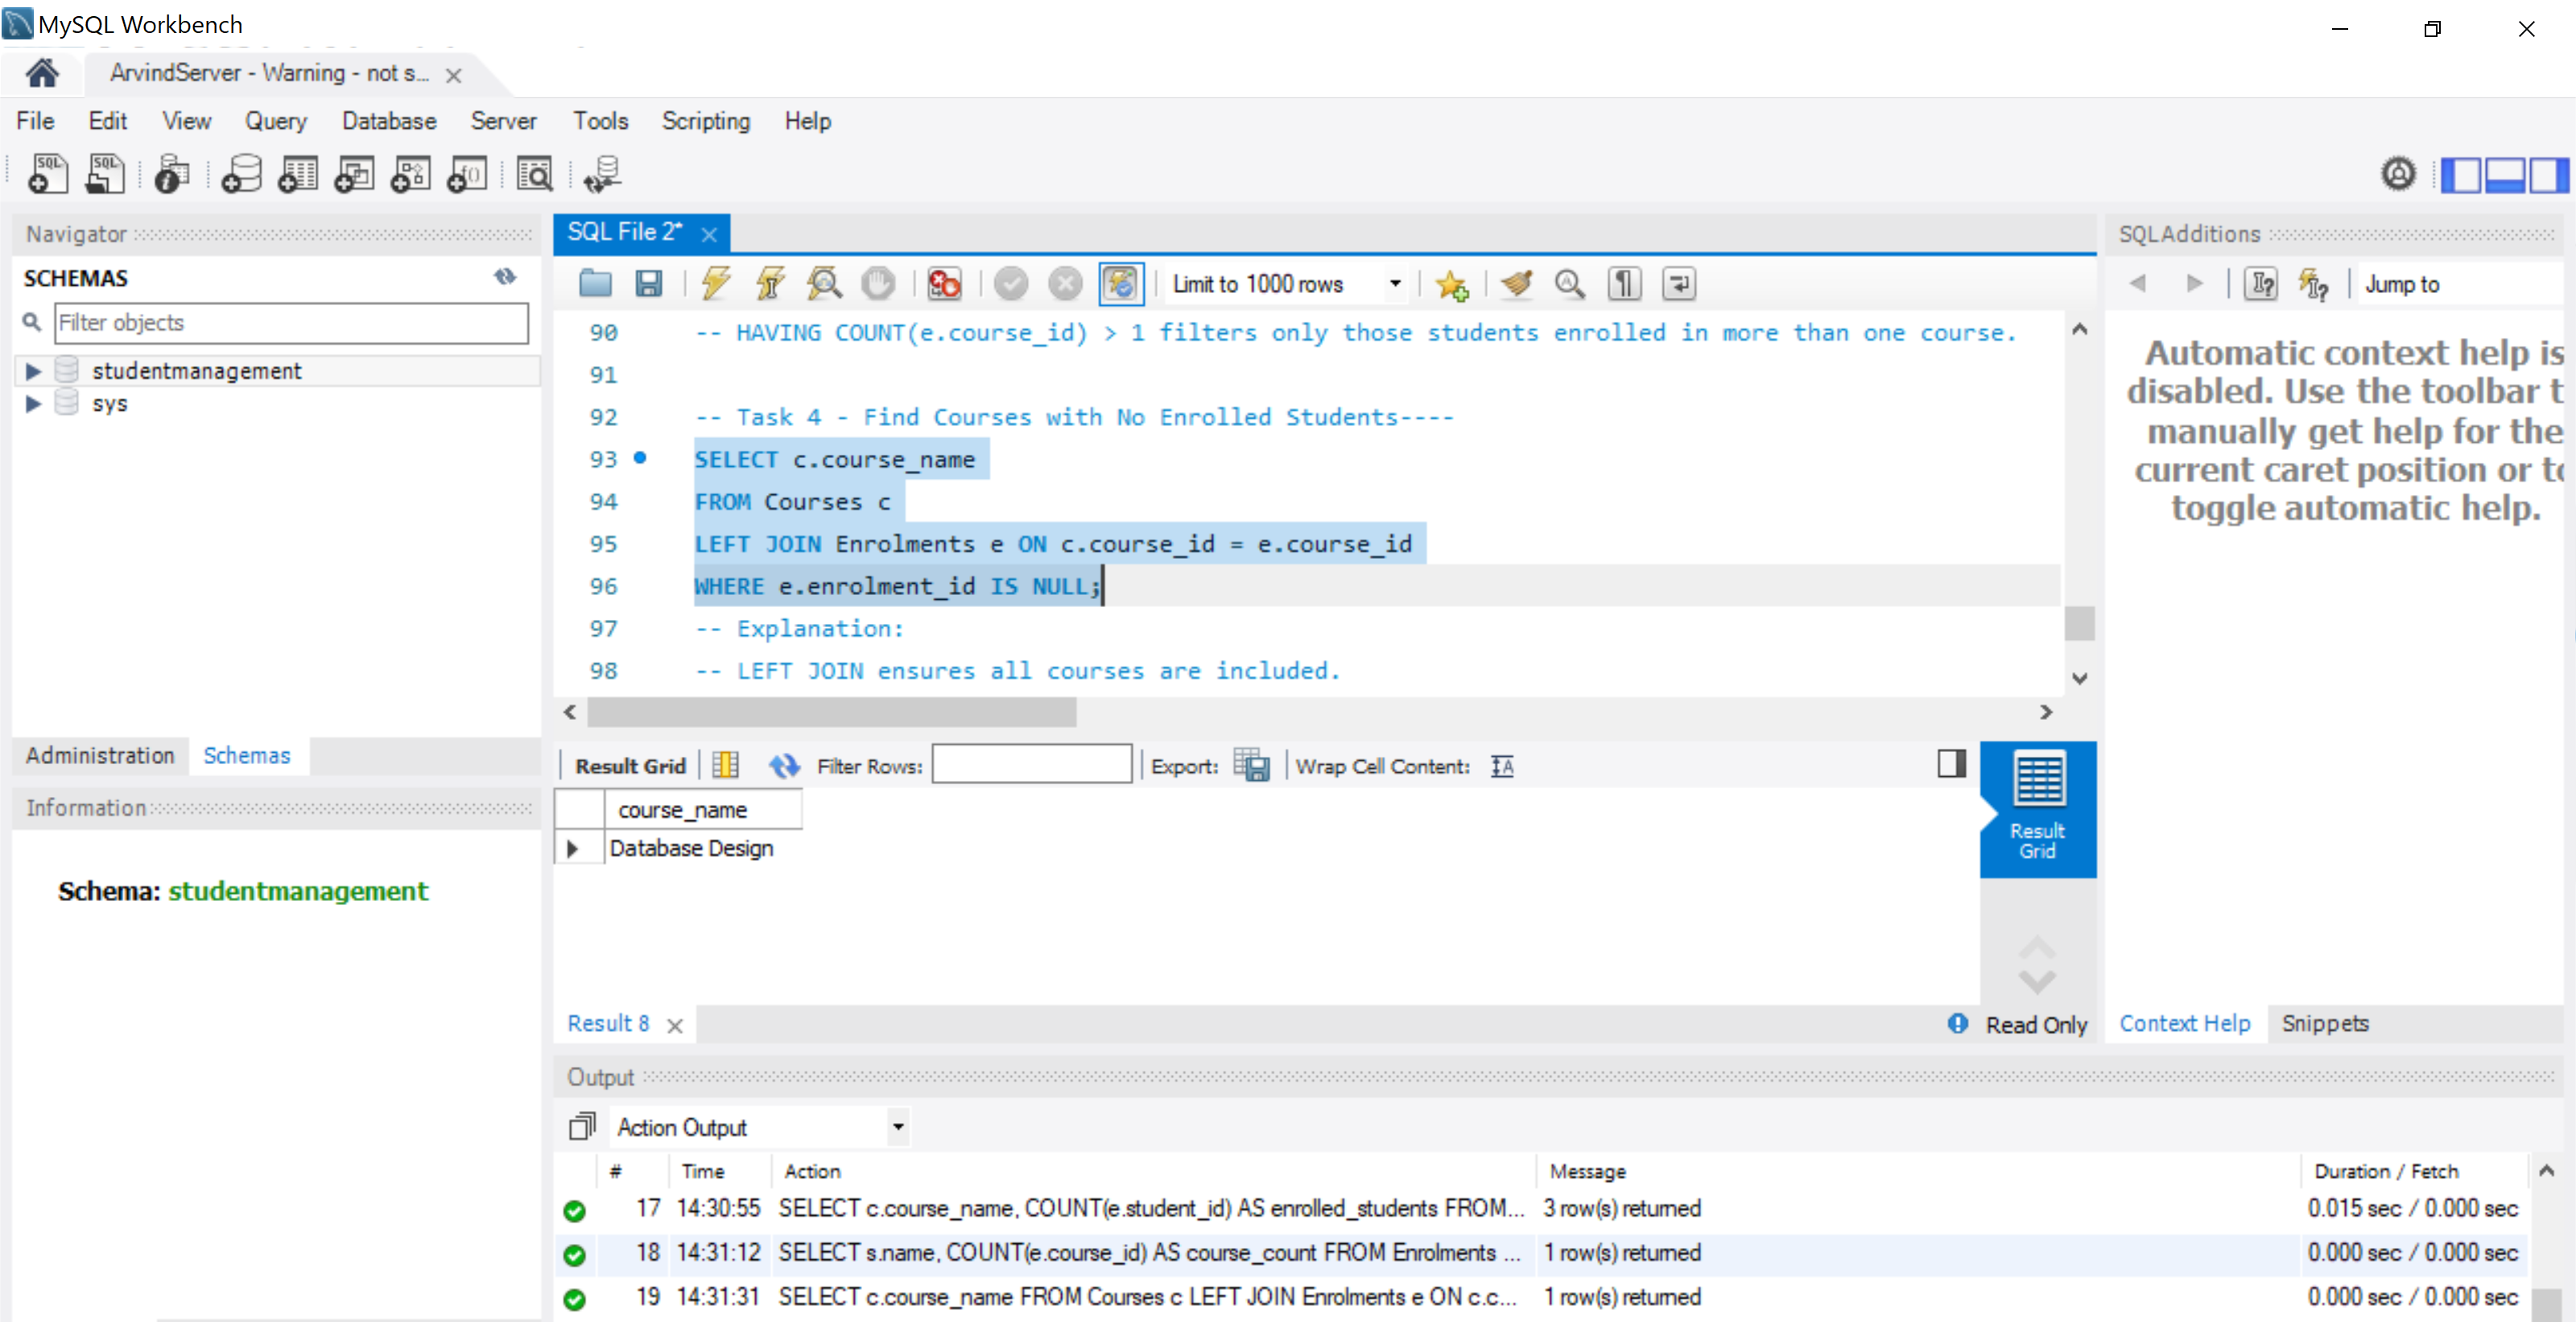 MySQL Workbench
ArvindServer - Warning - not s...
File Edit View Query Database Server Tools Scripting Help
Navigator
SCHEMAS
Filter objects
studentmanagement
sys
Administration Schemas
Information
Schema: studentmanagement
SQL File 2*
Limit to 1000 rows
90 -- HAVING COUNT(e.course_id) > 1 filters only those students enrolled in more than one course.
91
92 -- Task 4 - Find Courses with No Enrolled Students----
93 SELECT c.course_name
94 FROM Courses c
95 LEFT JOIN Enrolments e ON c.course_id = e.course_id
96 WHERE e.enrolment_id IS NULL;
97 -- Explanation:
98 -- LEFT JOIN ensures all courses are included.
Result Grid Filter Rows: Export: Wrap Cell Content:
course_name
Database Design
Result
Grid
Result 8
Read Only
SQLAdditions
Jump to
Automatic context help is
disabled. Use the toolbar t
manually get help for the
current caret position or to
toggle automatic help.
Context Help Snippets
Output
Action Output
# Time Action Message Duration / Fetch
17 14:30:55 SELECT c.course_name, COUNT(e.student_id) AS enrolled_students FROM... 3 row(s) returned 0.015 sec / 0.000 sec
18 14:31:12 SELECT s.name, COUNT(e.course_id) AS course_count FROM Enrolments ... 1 row(s) returned 0.000 sec / 0.000 sec
19 14:31:31 SELECT c.course_name FROM Courses c LEFT JOIN Enrolments e ON c.c... 1 row(s) returned 0.000 sec / 0.000 sec